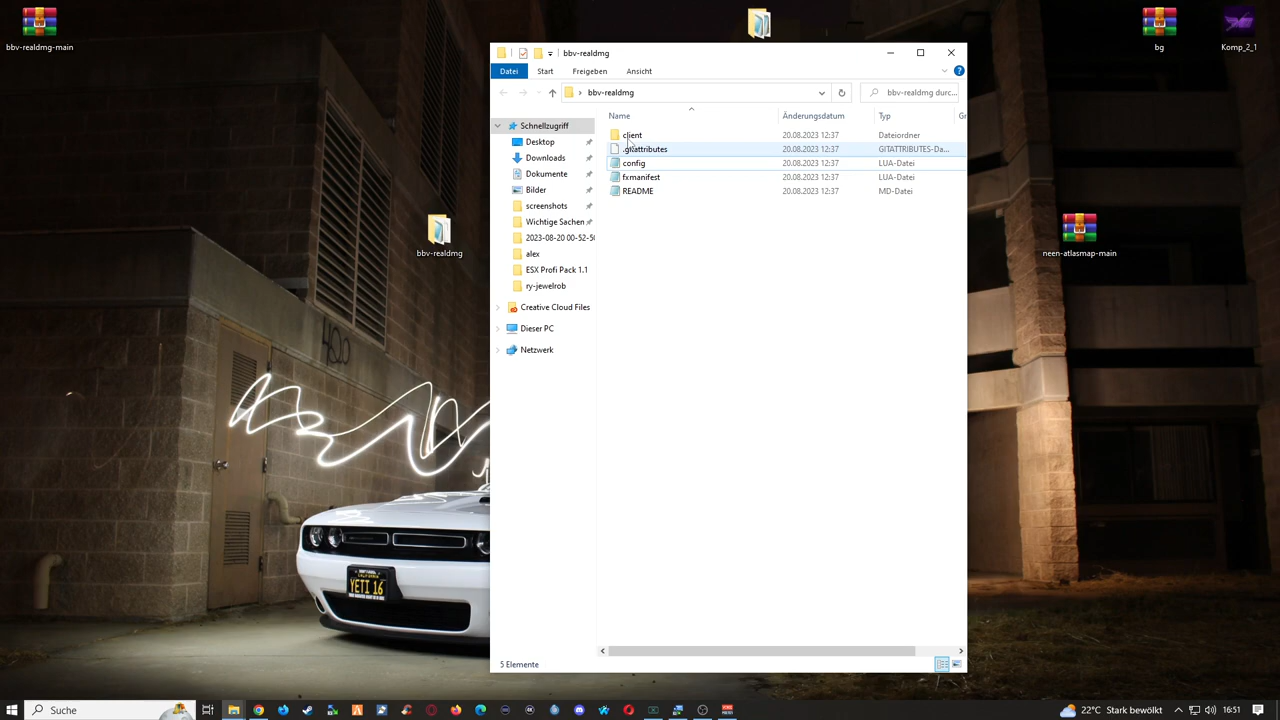 bbv-realdmg-main
bg
Komp_2_1
bbv-realdmg
Datei
Start
Freigeben
Ansicht
bbv-realdmg
bbv-realdmg durc...
Name
Änderungsdatum
Typ
Schnellzugriff
Desktop
Downloads
Dokumente
Bilder
screenshots
Wichtige Sachen
2023-08-20 00-52-50
alex
ESX Profi Pack 1.1
ry-jewelrob
Creative Cloud Files
Dieser PC
Netzwerk
client 20.08.2023 12:37 Dateiordner
.gitattributes 20.08.2023 12:37 GITATTRIBUTES-Da...
config 20.08.2023 12:37 LUA-Datei
fxmanifest 20.08.2023 12:37 LUA-Datei
README 20.08.2023 12:37 MD-Datei
bbv-realdmg
neen-atlasmap-main
400
CALIFORNIA
YETI 16
5 Elemente
Suche
22°C Stark bewölkt
16:51